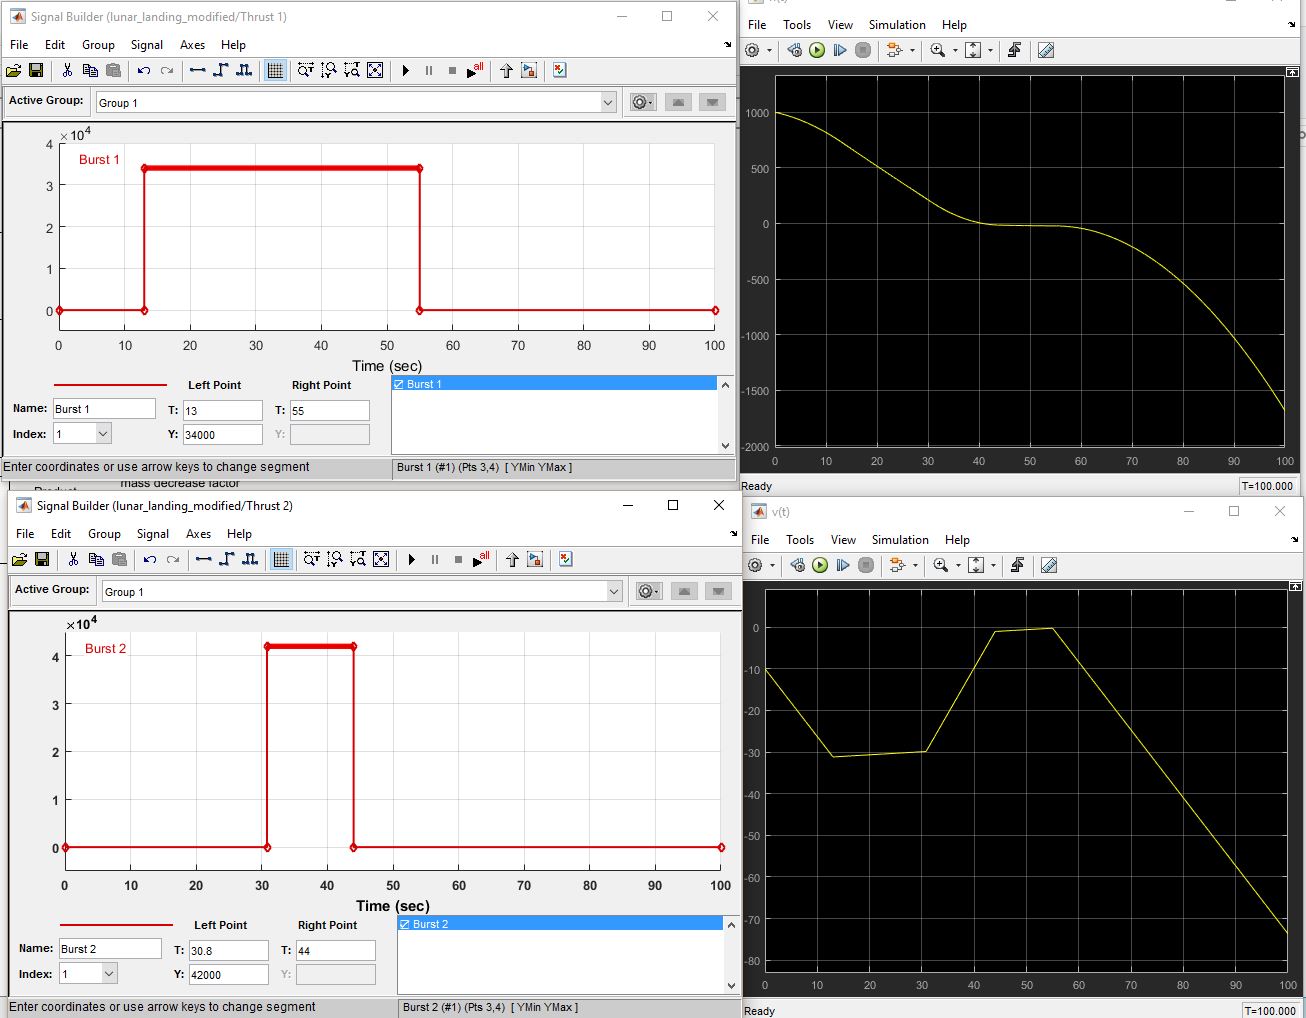 Signal Builder (lunar_landing_modified/Thrust 1)
File Edit Group Signal Axes Help
all
Active Group: Group 1
×10^4
Burst 1
4
3
2
1
0
0 10 20 30 40 50 60 70 80 90 100
Time (sec)
Left Point Right Point
Name: Burst 1 T: 13 T: 55
Index: 1 Y: 34000 Y:
Burst 1
Enter coordinates or use arrow keys to change segment
Burst 1 (#1) (Pts 3,4) [ YMin YMax ]
mass decrease factor
File Tools View Simulation Help
1000
500
0
-500
-1000
-1500
-2000
0 10 20 30 40 50 60 70 80 90 100
Ready T=100.000
Signal Builder (lunar_landing_modified/Thrust 2)
File Edit Group Signal Axes Help
all
Active Group: Group 1
×10^4
Burst 2
4
3
2
1
0
0 10 20 30 40 50 60 70 80 90 100
Time (sec)
Left Point Right Point
Name: Burst 2 T: 30.8 T: 44
Index: 1 Y: 42000 Y:
Burst 2
Enter coordinates or use arrow keys to change segment
Burst 2 (#1) (Pts 3,4) [ YMin YMax ]
v(t)
File Tools View Simulation Help
0
-10
-20
-30
-40
-50
-60
-70
-80
0 10 20 30 40 50 60 70 80 90 100
Ready T=100.000